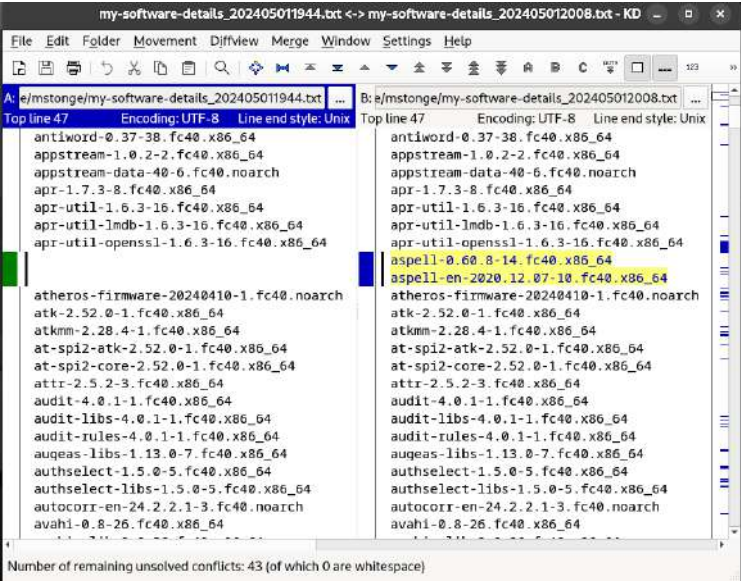 my-software-details_202405011944.txt <-> my-software-details_202405012008.txt - KD
File Edit Folder Movement Diffview Merge Window Settings Help
A B C AUTO 123 »
A: e/mstonge/my-software-details_202405011944.txt ...
Top line 47 Encoding: UTF-8 Line end style: Unix
antiword-0.37-38.fc40.x86_64
appstream-1.0.2-2.fc40.x86_64
appstream-data-40-6.fc40.noarch
apr-1.7.3-8.fc40.x86_64
apr-util-1.6.3-16.fc40.x86_64
apr-util-lmdb-1.6.3-16.fc40.x86_64
apr-util-openssl-1.6.3-16.fc40.x86_64
atheros-firmware-20240410-1.fc40.noarch
atk-2.52.0-1.fc40.x86_64
atkmm-2.28.4-1.fc40.x86_64
at-spi2-atk-2.52.0-1.fc40.x86_64
at-spi2-core-2.52.0-1.fc40.x86_64
attr-2.5.2-3.fc40.x86_64
audit-4.0.1-1.fc40.x86_64
audit-libs-4.0.1-1.fc40.x86_64
audit-rules-4.0.1-1.fc40.x86_64
augeas-libs-1.13.0-7.fc40.x86_64
authselect-1.5.0-5.fc40.x86_64
authselect-libs-1.5.0-5.fc40.x86_64
autocorr-en-24.2.2.1-3.fc40.noarch
avahi-0.8-26.fc40.x86_64
B: e/mstonge/my-software-details_202405012008.txt ...
Top line 47 Encoding: UTF-8 Line end style: Unix
antiword-0.37-38.fc40.x86_64
appstream-1.0.2-2.fc40.x86_64
appstream-data-40-6.fc40.noarch
apr-1.7.3-8.fc40.x86_64
apr-util-1.6.3-16.fc40.x86_64
apr-util-lmdb-1.6.3-16.fc40.x86_64
apr-util-openssl-1.6.3-16.fc40.x86_64
aspell-0.60.8-14.fc40.x86_64
aspell-en-2020.12.07-10.fc40.x86_64
atheros-firmware-20240410-1.fc40.noarch
atk-2.52.0-1.fc40.x86_64
atkmm-2.28.4-1.fc40.x86_64
at-spi2-atk-2.52.0-1.fc40.x86_64
at-spi2-core-2.52.0-1.fc40.x86_64
attr-2.5.2-3.fc40.x86_64
audit-4.0.1-1.fc40.x86_64
audit-libs-4.0.1-1.fc40.x86_64
audit-rules-4.0.1-1.fc40.x86_64
augeas-libs-1.13.0-7.fc40.x86_64
authselect-1.5.0-5.fc40.x86_64
authselect-libs-1.5.0-5.fc40.x86_64
autocorr-en-24.2.2.1-3.fc40.noarch
avahi-0.8-26.fc40.x86_64
Number of remaining unsolved conflicts: 43 (of which 0 are whitespace)